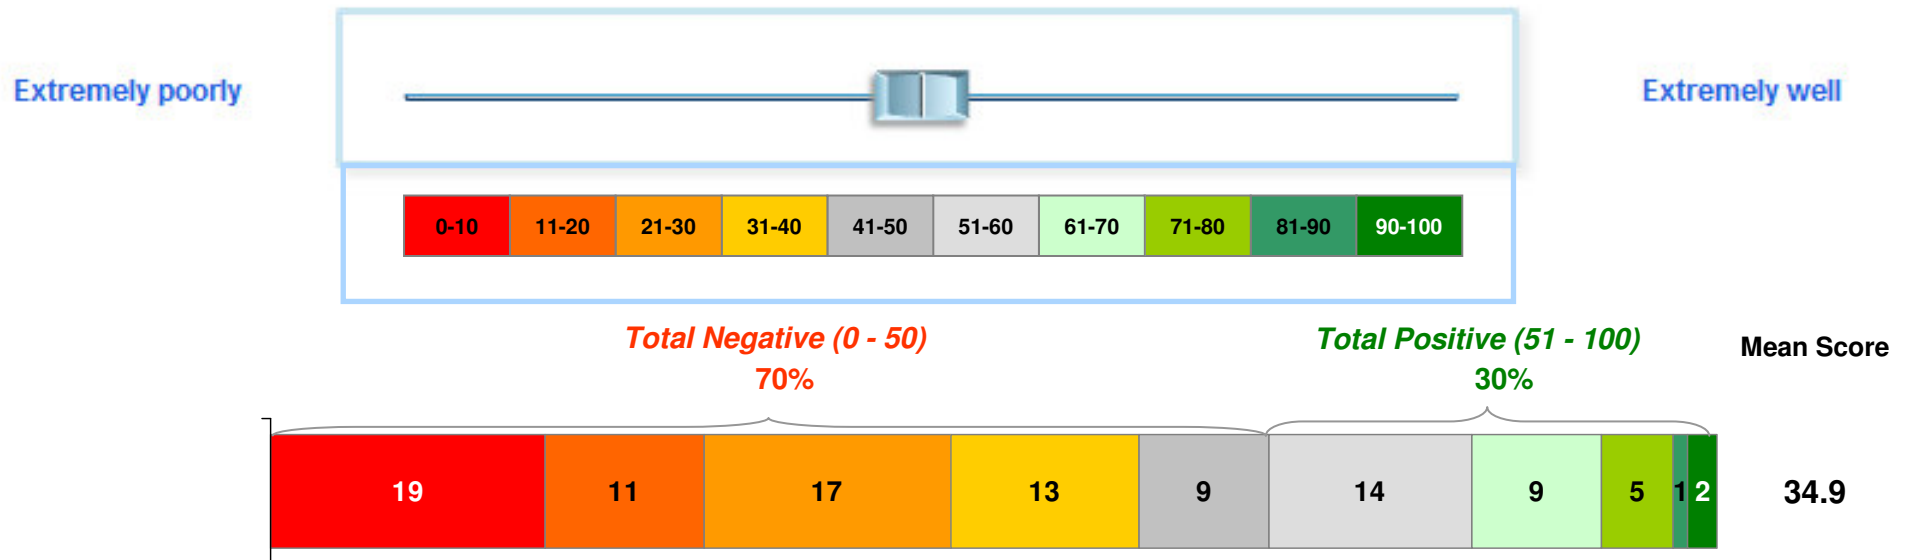 Extremely poorly
Extremely well
0-10 11-20 21-30 31-40 41-50 51-60 61-70 71-80 81-90 90-100
Total Negative (0 - 50)
70%
Total Positive (51 - 100)
30%
Mean Score
19 11 17 13 9 14 9 5 1 2 34.9